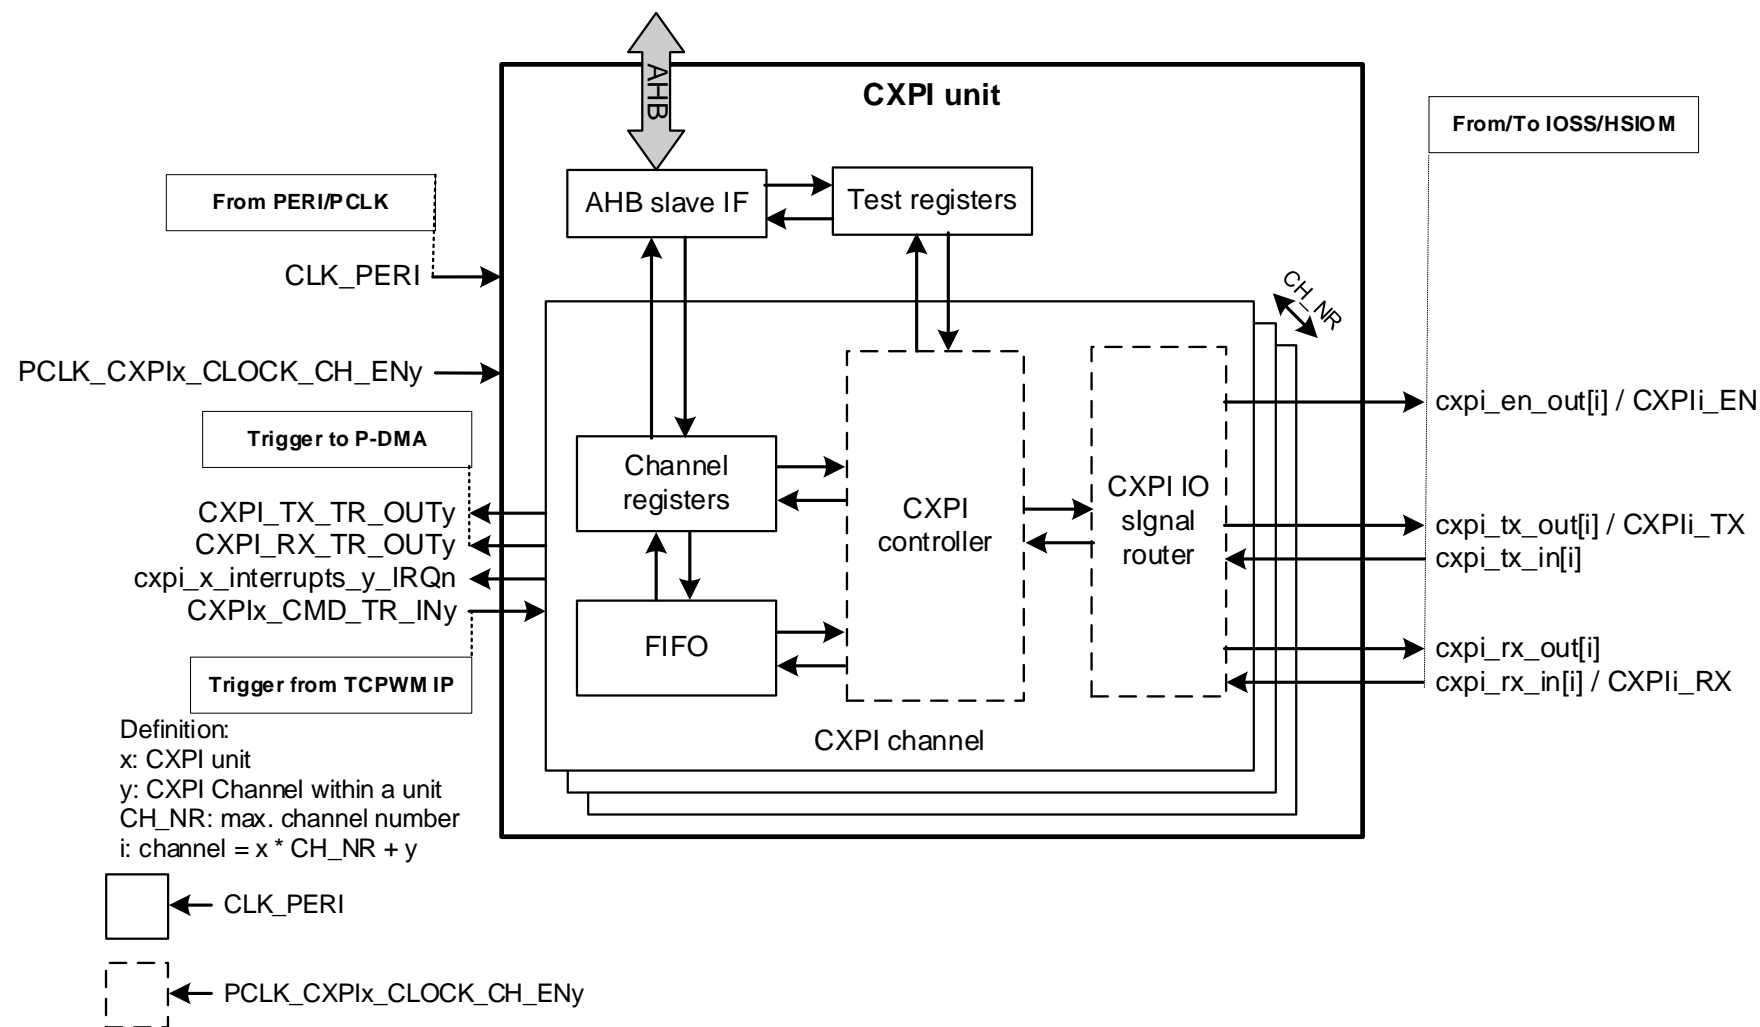 AHB
CXPI unit
From/To IOSS/HSIOM
From PERI/PCLK
AHB slave IF
Test registers
CLK_PERI
CH_NR
PCLK_CXPIx_CLOCK_CH_ENy
cxpi_en_out[i] / CXPIi_EN
Trigger to P-DMA
Channel
registers
CXPI
controller
CXPI IO
sIgnal
router
CXPI_TX_TR_OUTy
CXPI_RX_TR_OUTy
cxpi_x_interrupts_y_IRQn
CXPIx_CMD_TR_INy
cxpi_tx_out[i] / CXPIi_TX
cxpi_tx_in[i]
FIFO
cxpi_rx_out[i]
cxpi_rx_in[i] / CXPIi_RX
Trigger from TCPWM IP
CXPI channel
Definition:
x: CXPI unit
y: CXPI Channel within a unit
CH_NR: max. channel number
i: channel = x * CH_NR + y
CLK_PERI
PCLK_CXPIx_CLOCK_CH_ENy